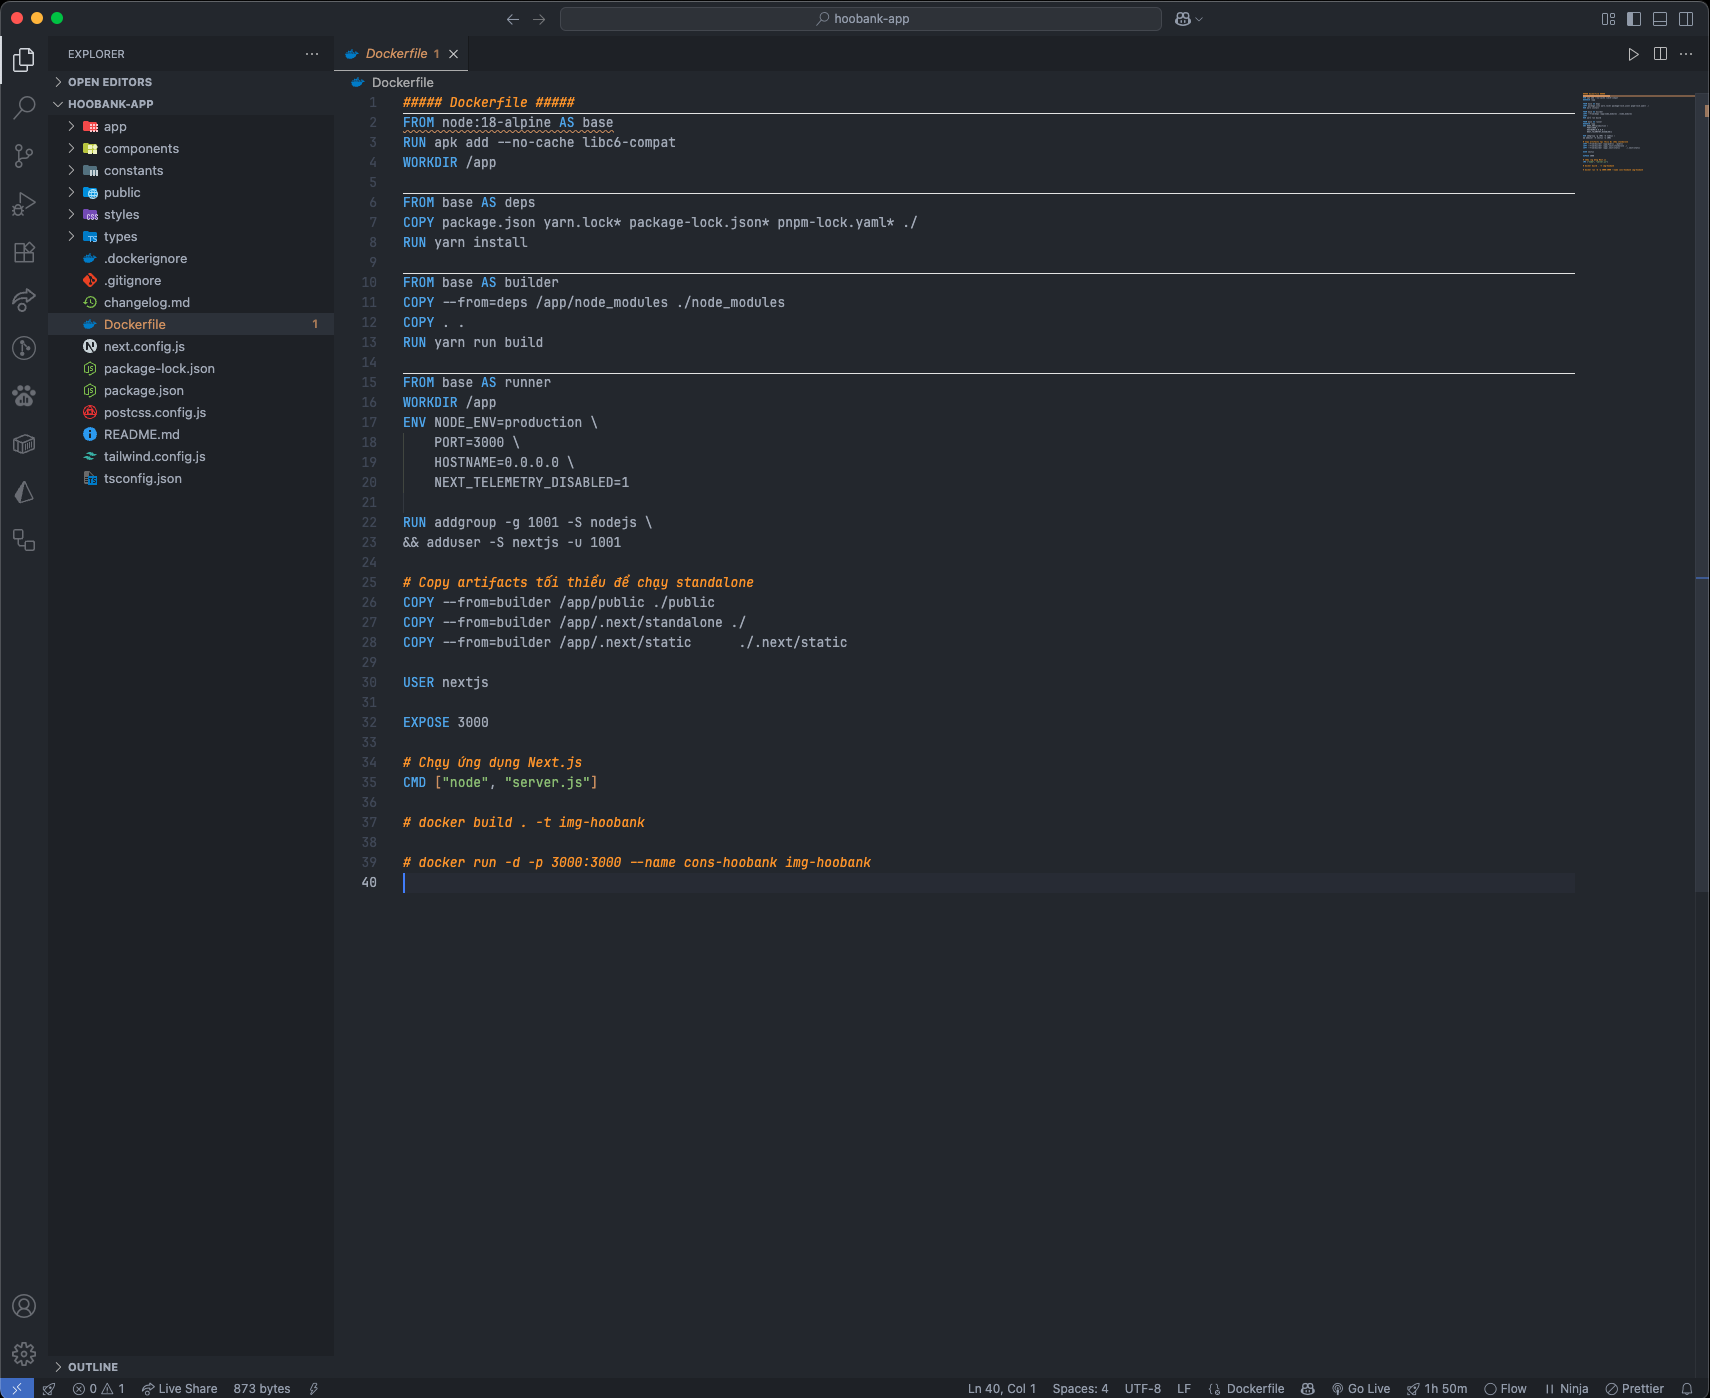 hoobank-app
EXPLORER
OPEN EDITORS
HOOBANK-APP
app
components
constants
public
styles
types
.dockerignore
.gitignore
changelog.md
Dockerfile 1
next.config.js
package-lock.json
package.json
postcss.config.js
README.md
tailwind.config.js
tsconfig.json
OUTLINE
Dockerfile 1
Dockerfile
1 ##### Dockerfile #####
2 FROM node:18-alpine AS base
3 RUN apk add --no-cache libc6-compat
4 WORKDIR /app
5
6 FROM base AS deps
7 COPY package.json yarn.lock* package-lock.json* pnpm-lock.yaml* ./
8 RUN yarn install
9
10 FROM base AS builder
11 COPY --from=deps /app/node_modules ./node_modules
12 COPY . .
13 RUN yarn run build
14
15 FROM base AS runner
16 WORKDIR /app
17 ENV NODE_ENV=production \
18 PORT=3000 \
19 HOSTNAME=0.0.0.0 \
20 NEXT_TELEMETRY_DISABLED=1
21
22 RUN addgroup -g 1001 -S nodejs \
23 && adduser -S nextjs -u 1001
24
25 # Copy artifacts tối thiểu để chạy standalone
26 COPY --from=builder /app/public ./public
27 COPY --from=builder /app/.next/standalone ./
28 COPY --from=builder /app/.next/static      ./.next/static
29
30 USER nextjs
31
32 EXPOSE 3000
33
34 # Chạy ứng dụng Next.js
35 CMD ["node", "server.js"]
36
37 # docker build . -t img-hoobank
38
39 # docker run -d -p 3000:3000 --name cons-hoobank img-hoobank
40
0 1 Live Share 873 bytes Ln 40, Col 1 Spaces: 4 UTF-8 LF Dockerfile Go Live 1h 50m Flow Ninja Prettier